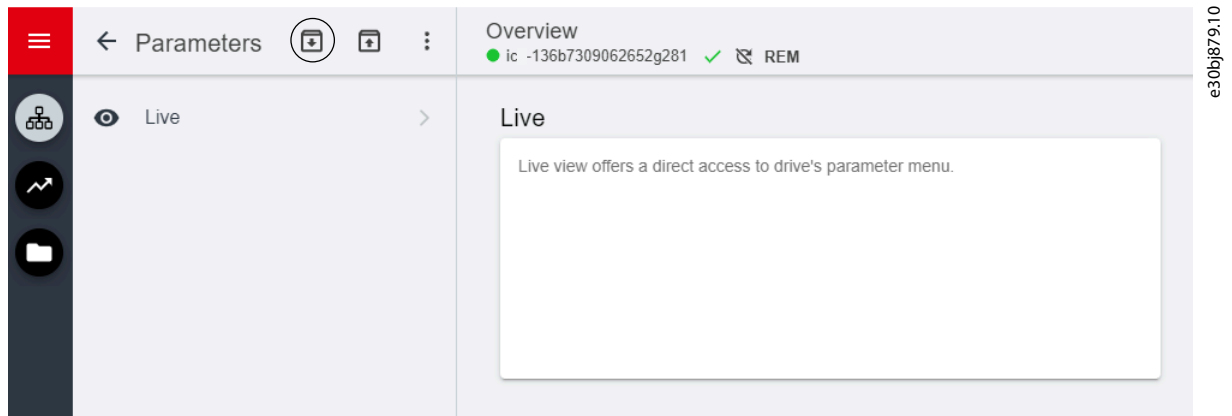 Parameters
Overview
ic -136b7309062652g281 REM
Live
Live
Live view offers a direct access to drive's parameter menu.
e30bj879.10